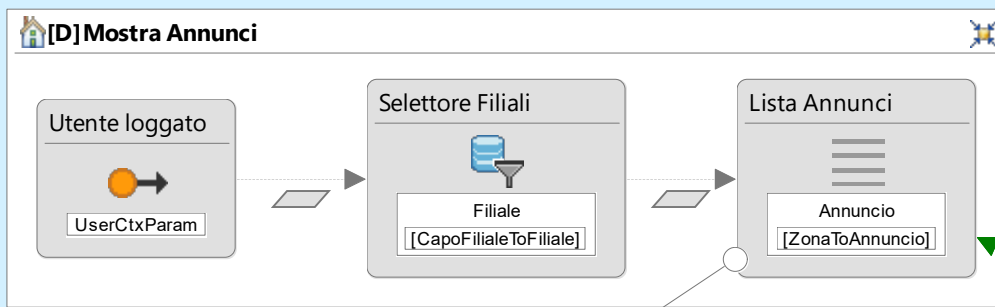 [D] Mostra Annunci
Utente loggato
UserCtxParam
Selettore Filiali
Filiale
[CapoFilialeToFiliale]
Lista Annunci
Annuncio
[ZonaToAnnuncio]